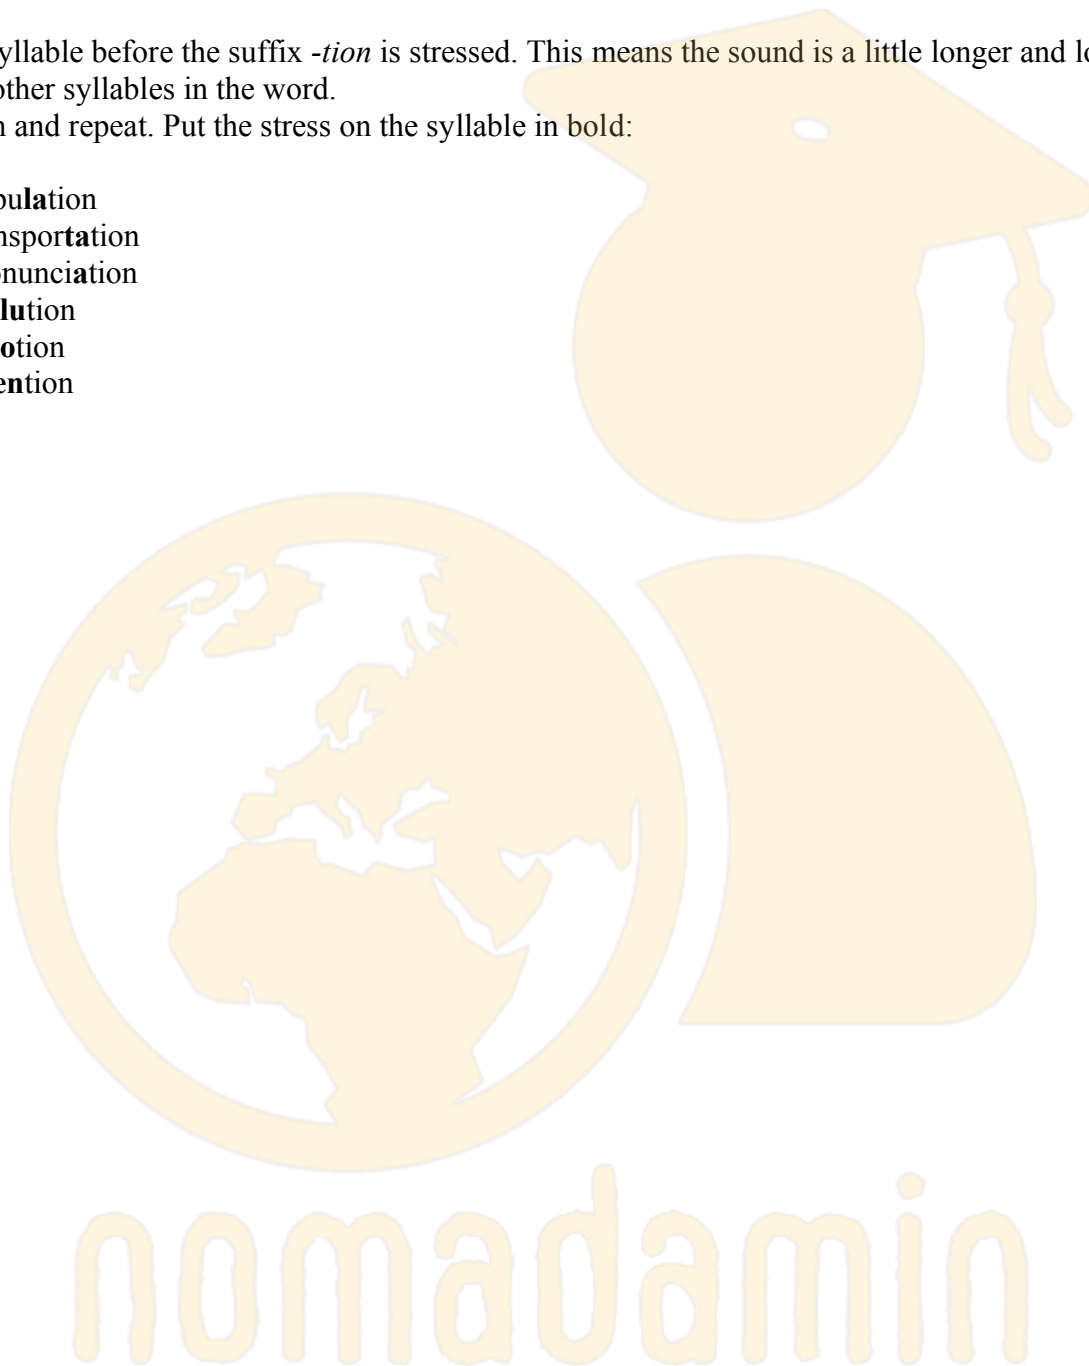 yllable before the suffix -tion is stressed. This means the sound is a little longer and lo
other syllables in the word.
n and repeat. Put the stress on the syllable in bold:
pulation
nsportation
onunciation
lution
otion
ention
nomadamin